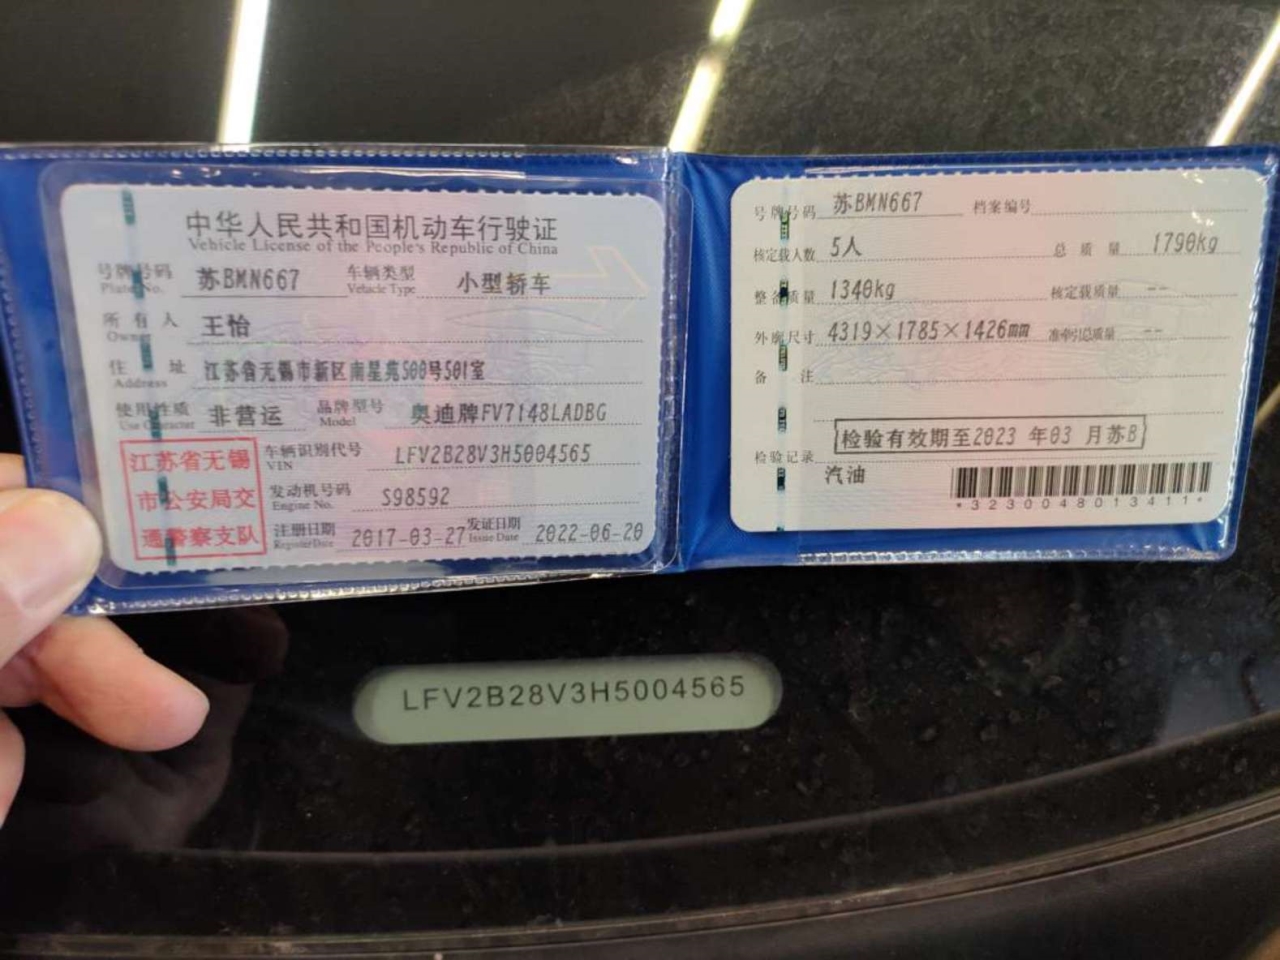 中华人民共和国机动车行驶证
Vehicle License of the People's Republic of China
号牌号码 苏BMN667 车辆类型 小型轿车
Plate No. Vehicle Type
所有人 王怡
Owner
住址 江苏省无锡市新区南星苑500号501室
Address
使用性质 非营运 品牌型号 奥迪牌FV7148LADBG
Use Character Model
江苏省无锡
市公安局交
通警察支队
车辆识别代号 LFV2B28V3H5004565
VIN
发动机号码 S98592
Engine No.
注册日期 2017-03-27 发证日期 2022-06-20
Register Date Issue Date
号牌号码 苏BMN667 档案编号
核定载人数 5人 总质量 1790kg
整备质量 1340kg 核定载质量 --
外廓尺寸 4319×1785×1426mm 准牵引总质量 --
备注
检验有效期至2023 年03 月苏B
检验记录
汽油
*3230048013411*
LFV2B28V3H5004565